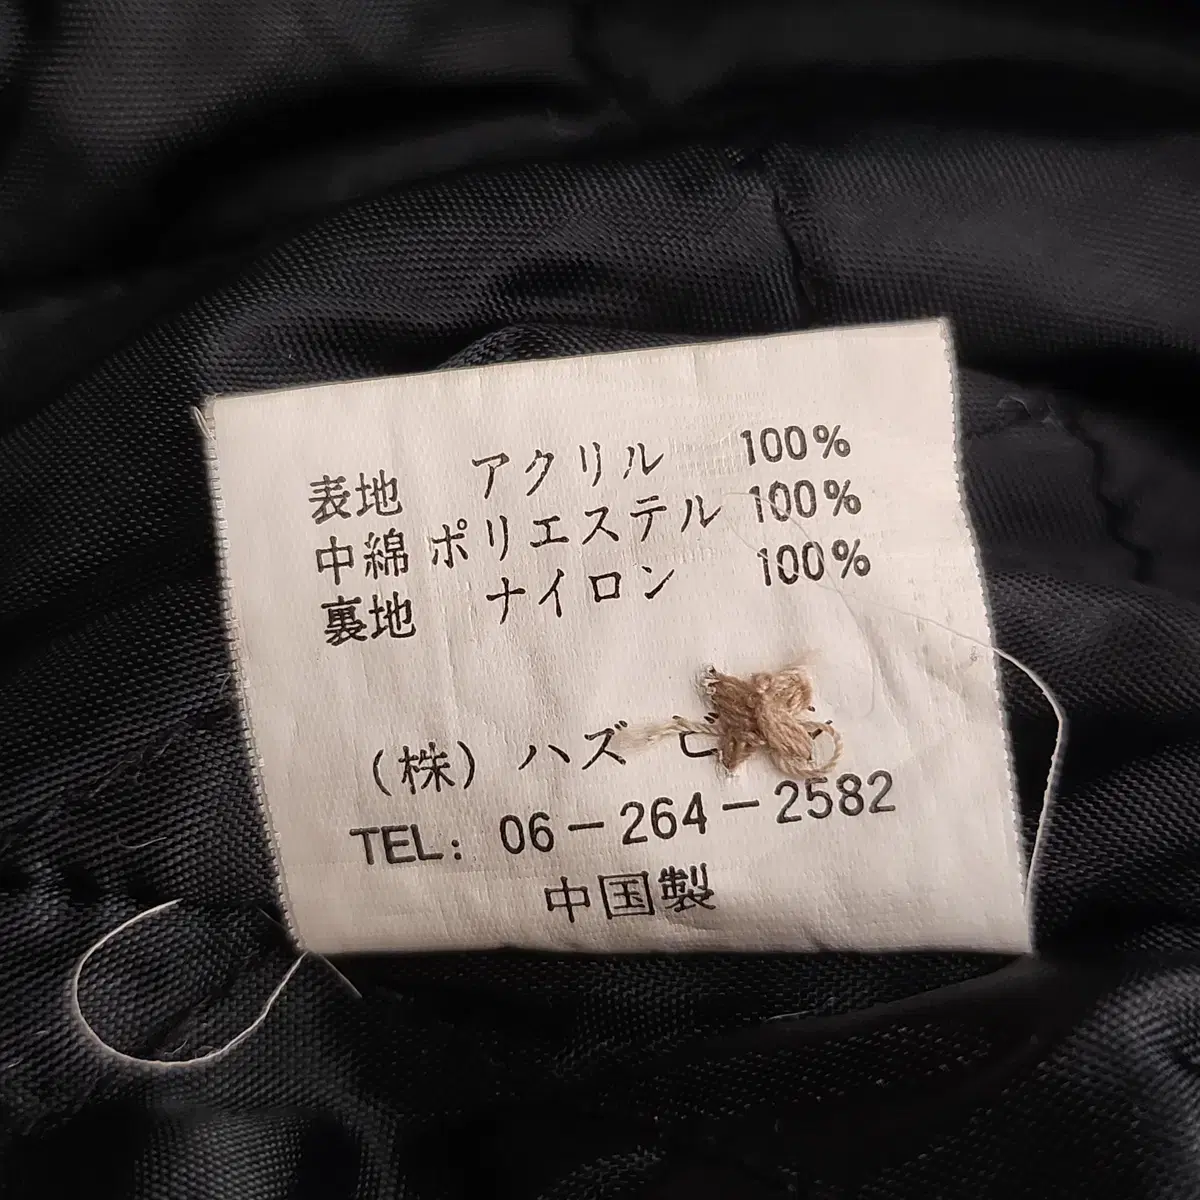 表地 アクリル 100%
中綿 ポリエステル 100%
裏地 ナイロン 100%
(株) ハズ
TEL: 06-264-2582
中国製